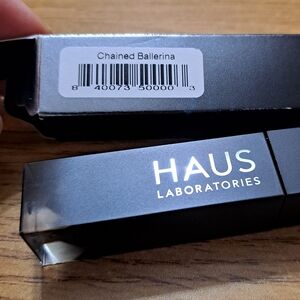 Chained Ballerina
8 40073 50000 3
HAUS
LABORATORIES